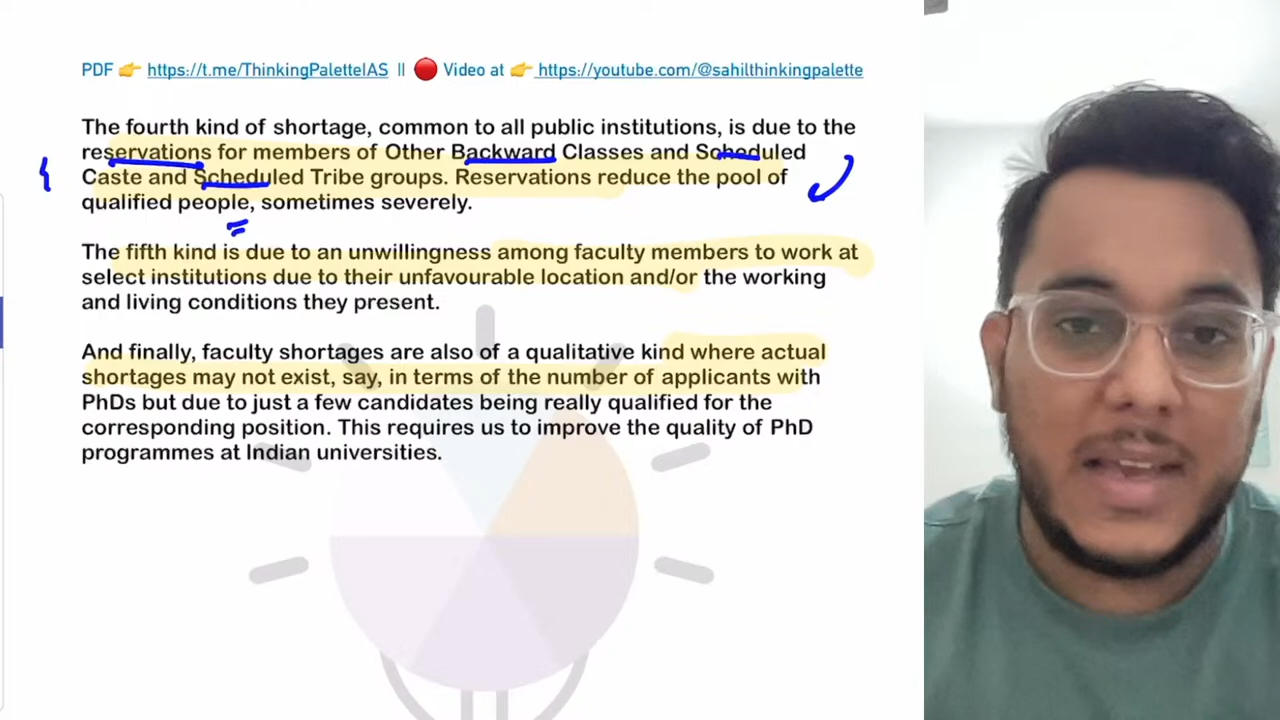 PDF 👉 https://t.me/ThinkingPaletteIAS || 🔴 Video at 👉 https://youtube.com/@sahilthinkingpalette
The fourth kind of shortage, common to all public institutions, is due to the
reservations for members of Other Backward Classes and Scheduled
Caste and Scheduled Tribe groups. Reservations reduce the pool of
qualified people, sometimes severely.
The fifth kind is due to an unwillingness among faculty members to work at
select institutions due to their unfavourable location and/or the working
and living conditions they present.
And finally, faculty shortages are also of a qualitative kind where actual
shortages may not exist, say, in terms of the number of applicants with
PhDs but due to just a few candidates being really qualified for the
corresponding position. This requires us to improve the quality of PhD
programmes at Indian universities.